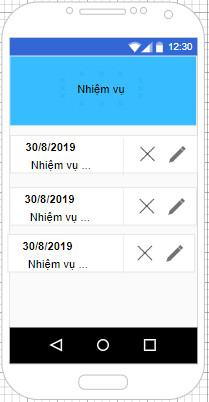 12:30
Nhiệm vụ
30/8/2019
Nhiệm vụ ...
30/8/2019
Nhiệm vụ ...
30/8/2019
Nhiệm vụ ...